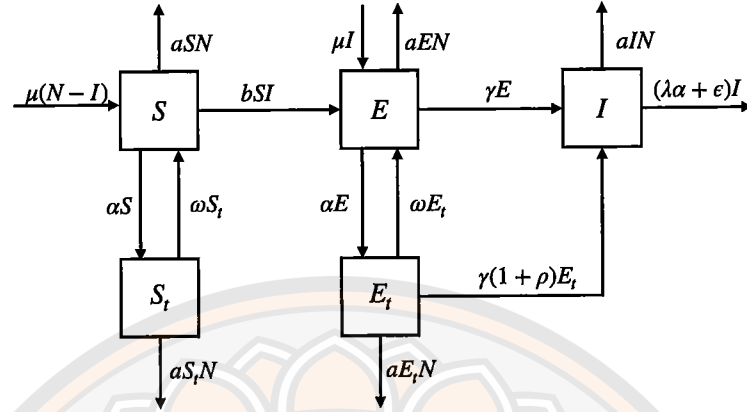 aSN
μI
aEN
aIN
μ(N − I)
S
bSI
E
γE
I
(λα + ϵ)I
αS
ωS_t
αE
ωE_t
S_t
E_t
γ(1 + ρ)E_t
aS_tN
aE_tN